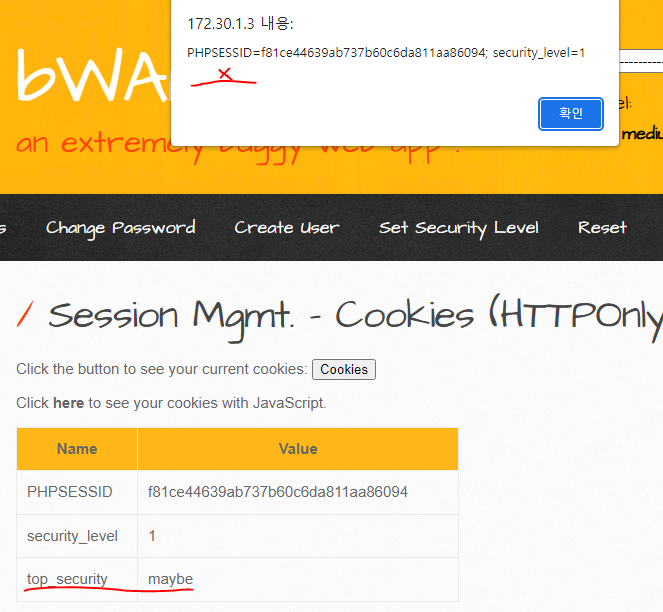 172.30.1.3 내용:
PHPSESSID=f81ce44639ab737b60c6da811aa86094; security_level=1
확인
bWA
el:
an extremely buggy web app !
Change Password Create User Set Security Level Reset
/ Session Mgmt. - Cookies (HTTPOnly
Click the button to see your current cookies: Cookies
Click here to see your cookies with JavaScript.
Name Value
PHPSESSID f81ce44639ab737b60c6da811aa86094
security_level 1
top_security maybe